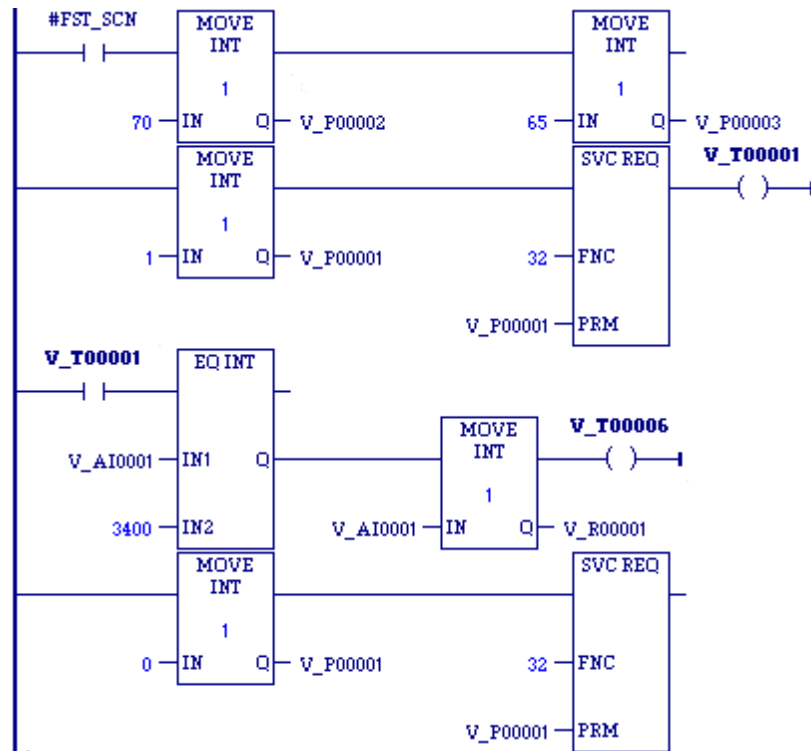 #FST_SCN
MOVE INT
1
70 IN Q V_P00002
MOVE INT
1
65 IN Q V_P00003
MOVE INT
1
1 IN Q V_P00001
SVC REQ
32 FNC
V_P00001 PRM
V_T00001
( )
V_T00001
EQ INT
V_AI0001 IN1 Q
3400 IN2
MOVE INT
1
V_AI0001 IN Q V_R00001
V_T00006
( )
MOVE INT
1
0 IN Q V_P00001
SVC REQ
32 FNC
V_P00001 PRM